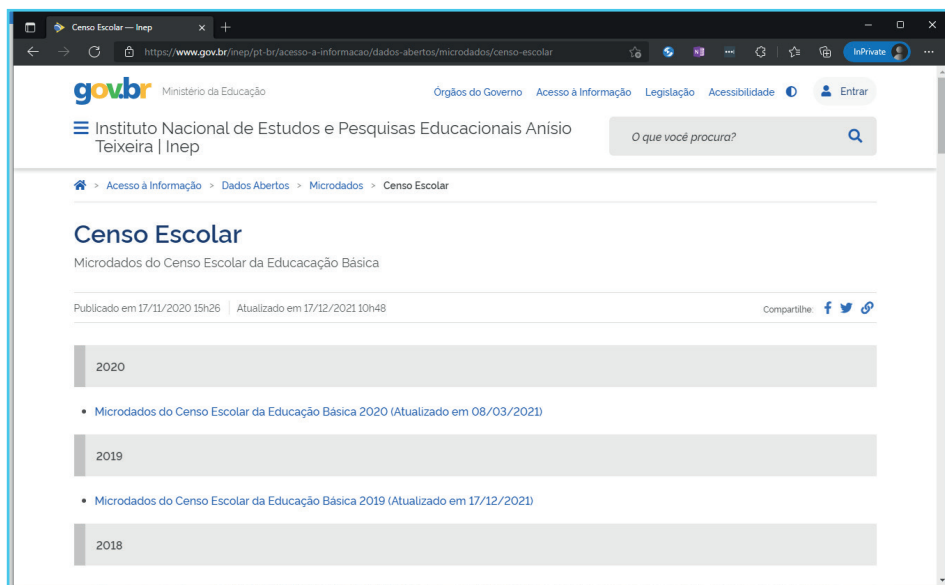 Censo Escolar — Inep
https://www.gov.br/inep/pt-br/acesso-a-informacao/dados-abertos/microdados/censo-escolar
InPrivate
gov.br
Ministério da Educação
Órgãos do Governo Acesso à Informação Legislação Acessibilidade Entrar
Instituto Nacional de Estudos e Pesquisas Educacionais Anísio
Teixeira | Inep
O que você procura?
> Acesso à Informação > Dados Abertos > Microdados > Censo Escolar
Censo Escolar
Microdados do Censo Escolar da Educacação Básica
Publicado em 17/11/2020 15h26 Atualizado em 17/12/2021 10h48
Compartilhe:
2020
• Microdados do Censo Escolar da Educação Básica 2020 (Atualizado em 08/03/2021)
2019
• Microdados do Censo Escolar da Educação Básica 2019 (Atualizado em 17/12/2021)
2018